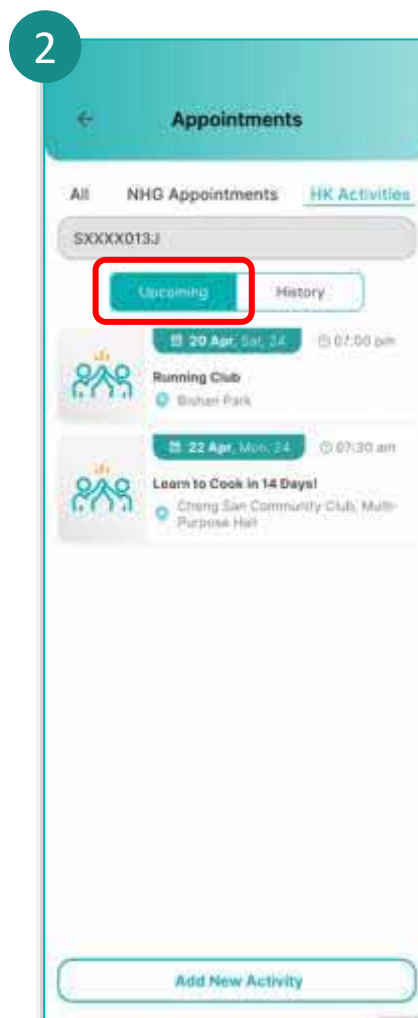 2
Appointments
All NHG Appointments HK Activities
SXXXX013J
Upcoming History
20 Apr, Sat, 24 07:00 pm
Running Club
Bishan Park
22 Apr, Mon, 24 07:30 am
Learn to Cook in 14 Days!
Cheng San Community Club, Multi-
Purpose Hall
Add New Activity